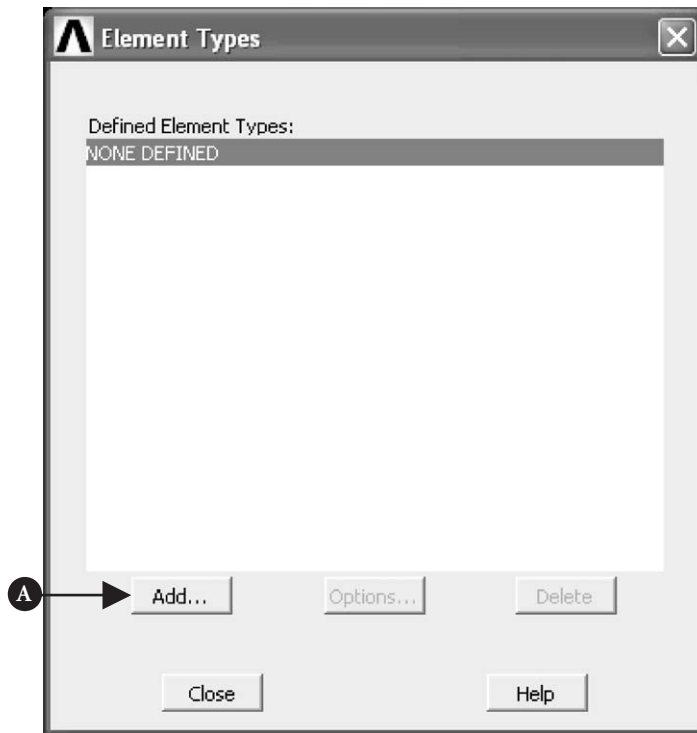 Element Types
Defined Element Types:
NONE DEFINED
A
Add...
Options...
Delete
Close
Help